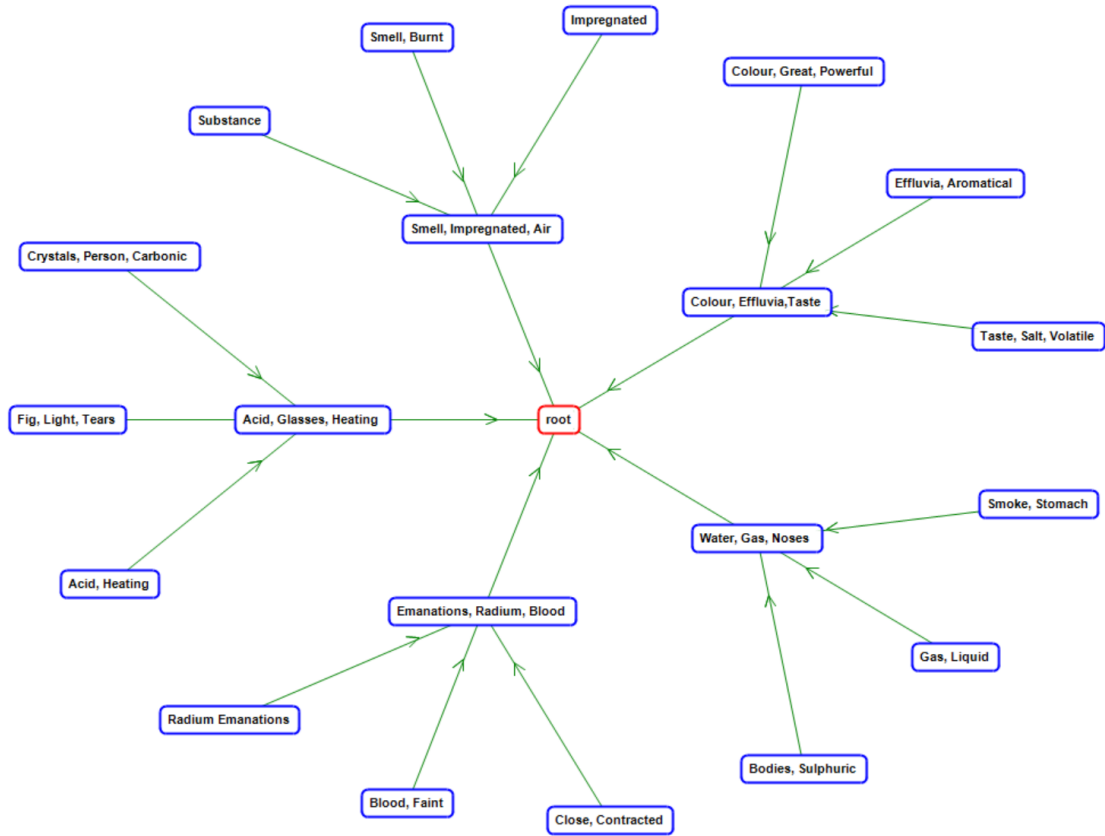 Impregnated
Smell, Burnt
Colour, Great, Powerful
Substance
Effluvia, Aromatical
Smell, Impregnated, Air
Crystals, Person, Carbonic
Colour, Effluvia,Taste
Taste, Salt, Volatile
Fig, Light, Tears
Acid, Glasses, Heating
root
Smoke, Stomach
Water, Gas, Noses
Acid, Heating
Emanations, Radium, Blood
Gas, Liquid
Radium Emanations
Bodies, Sulphuric
Blood, Faint
Close, Contracted